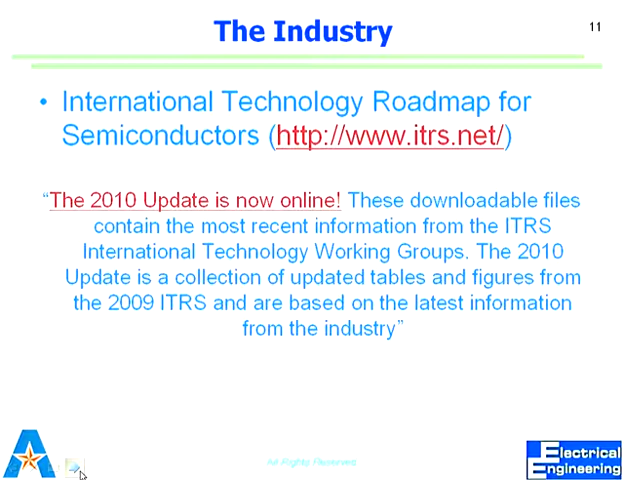 The Industry
11
• International Technology Roadmap for
Semiconductors (http://www.itrs.net/)
“The 2010 Update is now online! These downloadable files
contain the most recent information from the ITRS
International Technology Working Groups. The 2010
Update is a collection of updated tables and figures from
the 2009 ITRS and are based on the latest information
from the industry”
All Rights Reserved
Electrical
Engineering